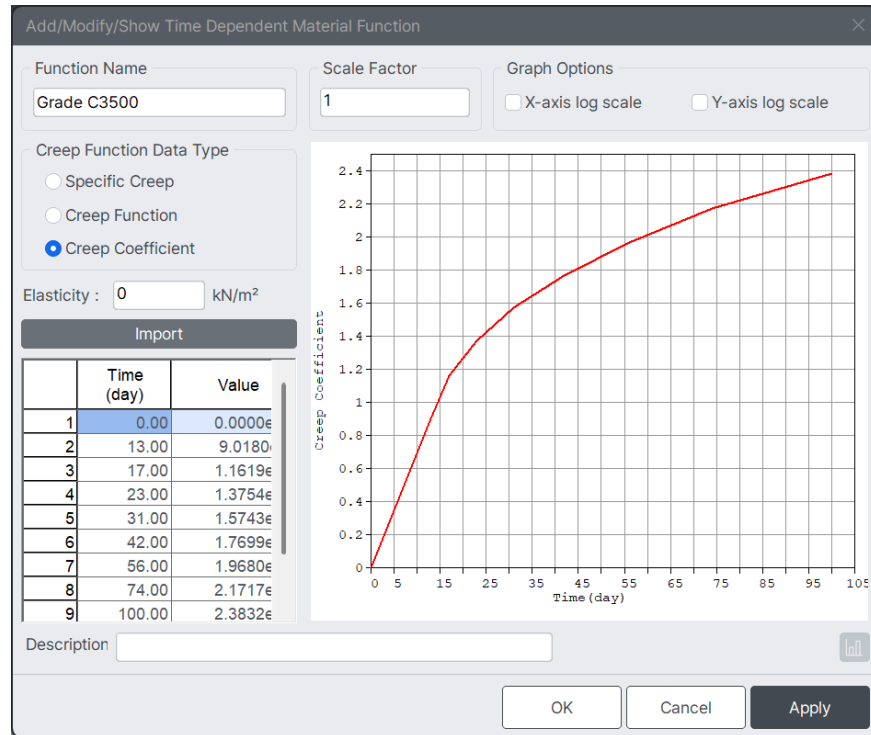 Add/Modify/Show Time Dependent Material Function
Function Name
Grade C3500
Scale Factor
1
Graph Options
X-axis log scale
Y-axis log scale
Creep Function Data Type
Specific Creep
Creep Function
Creep Coefficient
Elasticity : 0 kN/m²
Import
Time (day) Value
1 0.00 0.0000e
2 13.00 9.0180
3 17.00 1.1619e
4 23.00 1.3754e
5 31.00 1.5743e
6 42.00 1.7699e
7 56.00 1.9680e
8 74.00 2.1717e
9 100.00 2.3832e
Creep Coefficient
2.4
2.2
2
1.8
1.6
1.4
1.2
1
0.8
0.6
0.4
0.2
0
0 5 15 25 35 45 55 65 75 85 95 105
Time(day)
Description
OK
Cancel
Apply